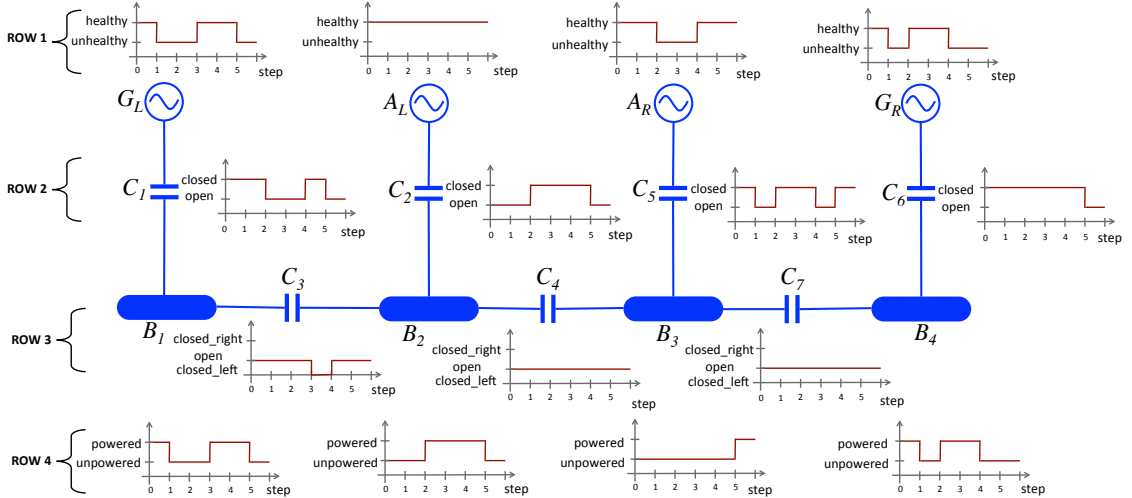 ROW 1
healthy
unhealthy
0 1 2 3 4 5 step
healthy
unhealthy
0 1 2 3 4 5 step
healthy
unhealthy
0 1 2 3 4 5 step
healthy
unhealthy
0 1 2 3 4 5 step
G_L
A_L
A_R
G_R
ROW 2
C_1
closed
open
0 1 2 3 4 5 step
C_2
closed
open
0 1 2 3 4 5 step
C_5
closed
open
0 1 2 3 4 5 step
C_6
closed
open
0 1 2 3 4 5 step
C_3
C_4
C_7
ROW 3
B_1
B_2
B_3
B_4
closed_right
open
closed_left
0 1 2 3 4 5 step
closed_right
open
closed_left
0 1 2 3 4 5 step
closed_right
open
closed_left
0 1 2 3 4 5 step
ROW 4
powered
unpowered
0 1 2 3 4 5 step
powered
unpowered
0 1 2 3 4 5 step
powered
unpowered
0 1 2 3 4 5 step
powered
unpowered
0 1 2 3 4 5 step